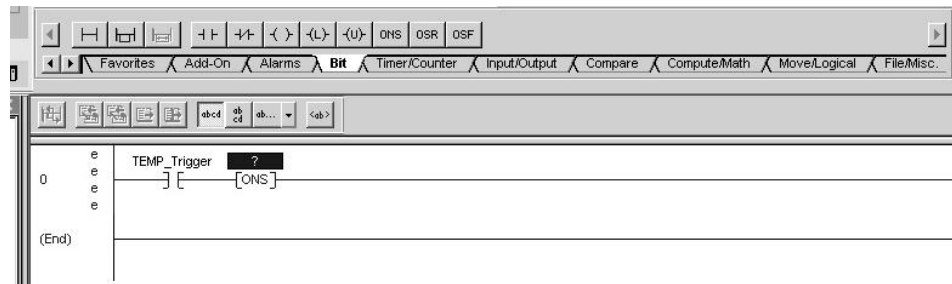 ONS OSR OSF
Favorites Add-On Alarms Bit Timer/Counter Input/Output Compare Compute/Math Move/Logical File/Misc.
abcd ab cd ab... <ab>
e
TEMP_Trigger ?
0 e
[ONS]
e
e
(End)